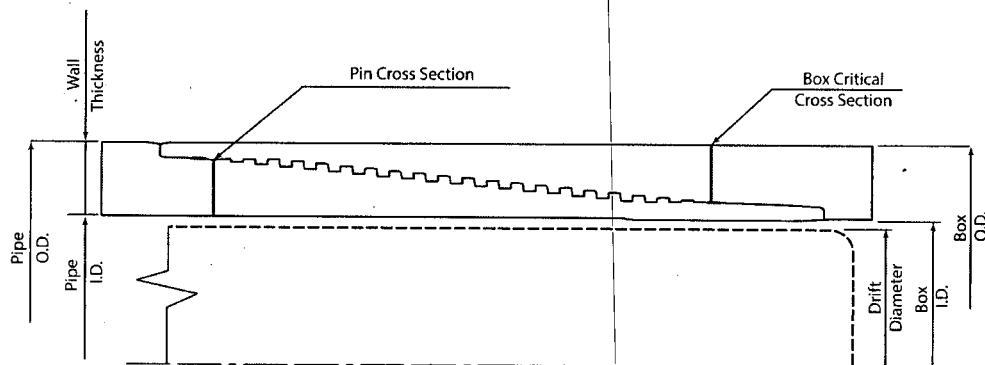 Wall
Thickness
Pin Cross Section
Box Critical
Cross Section
Pipe
O.D.
Pipe
I.D.
Drift
Diameter
Box
I.D.
Box
O.D.